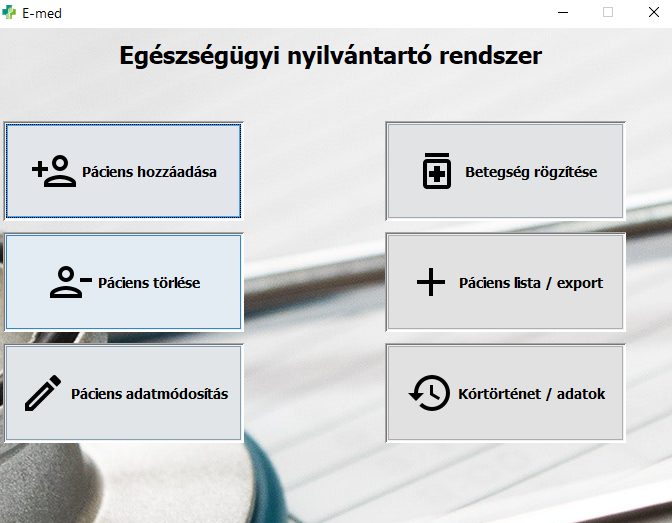 E-med
Egészségügyi nyilvántartó rendszer
Páciens hozzáadása
Betegség rögzítése
Páciens törlése
Páciens lista / export
Páciens adatmódosítás
Kórtörténet / adatok